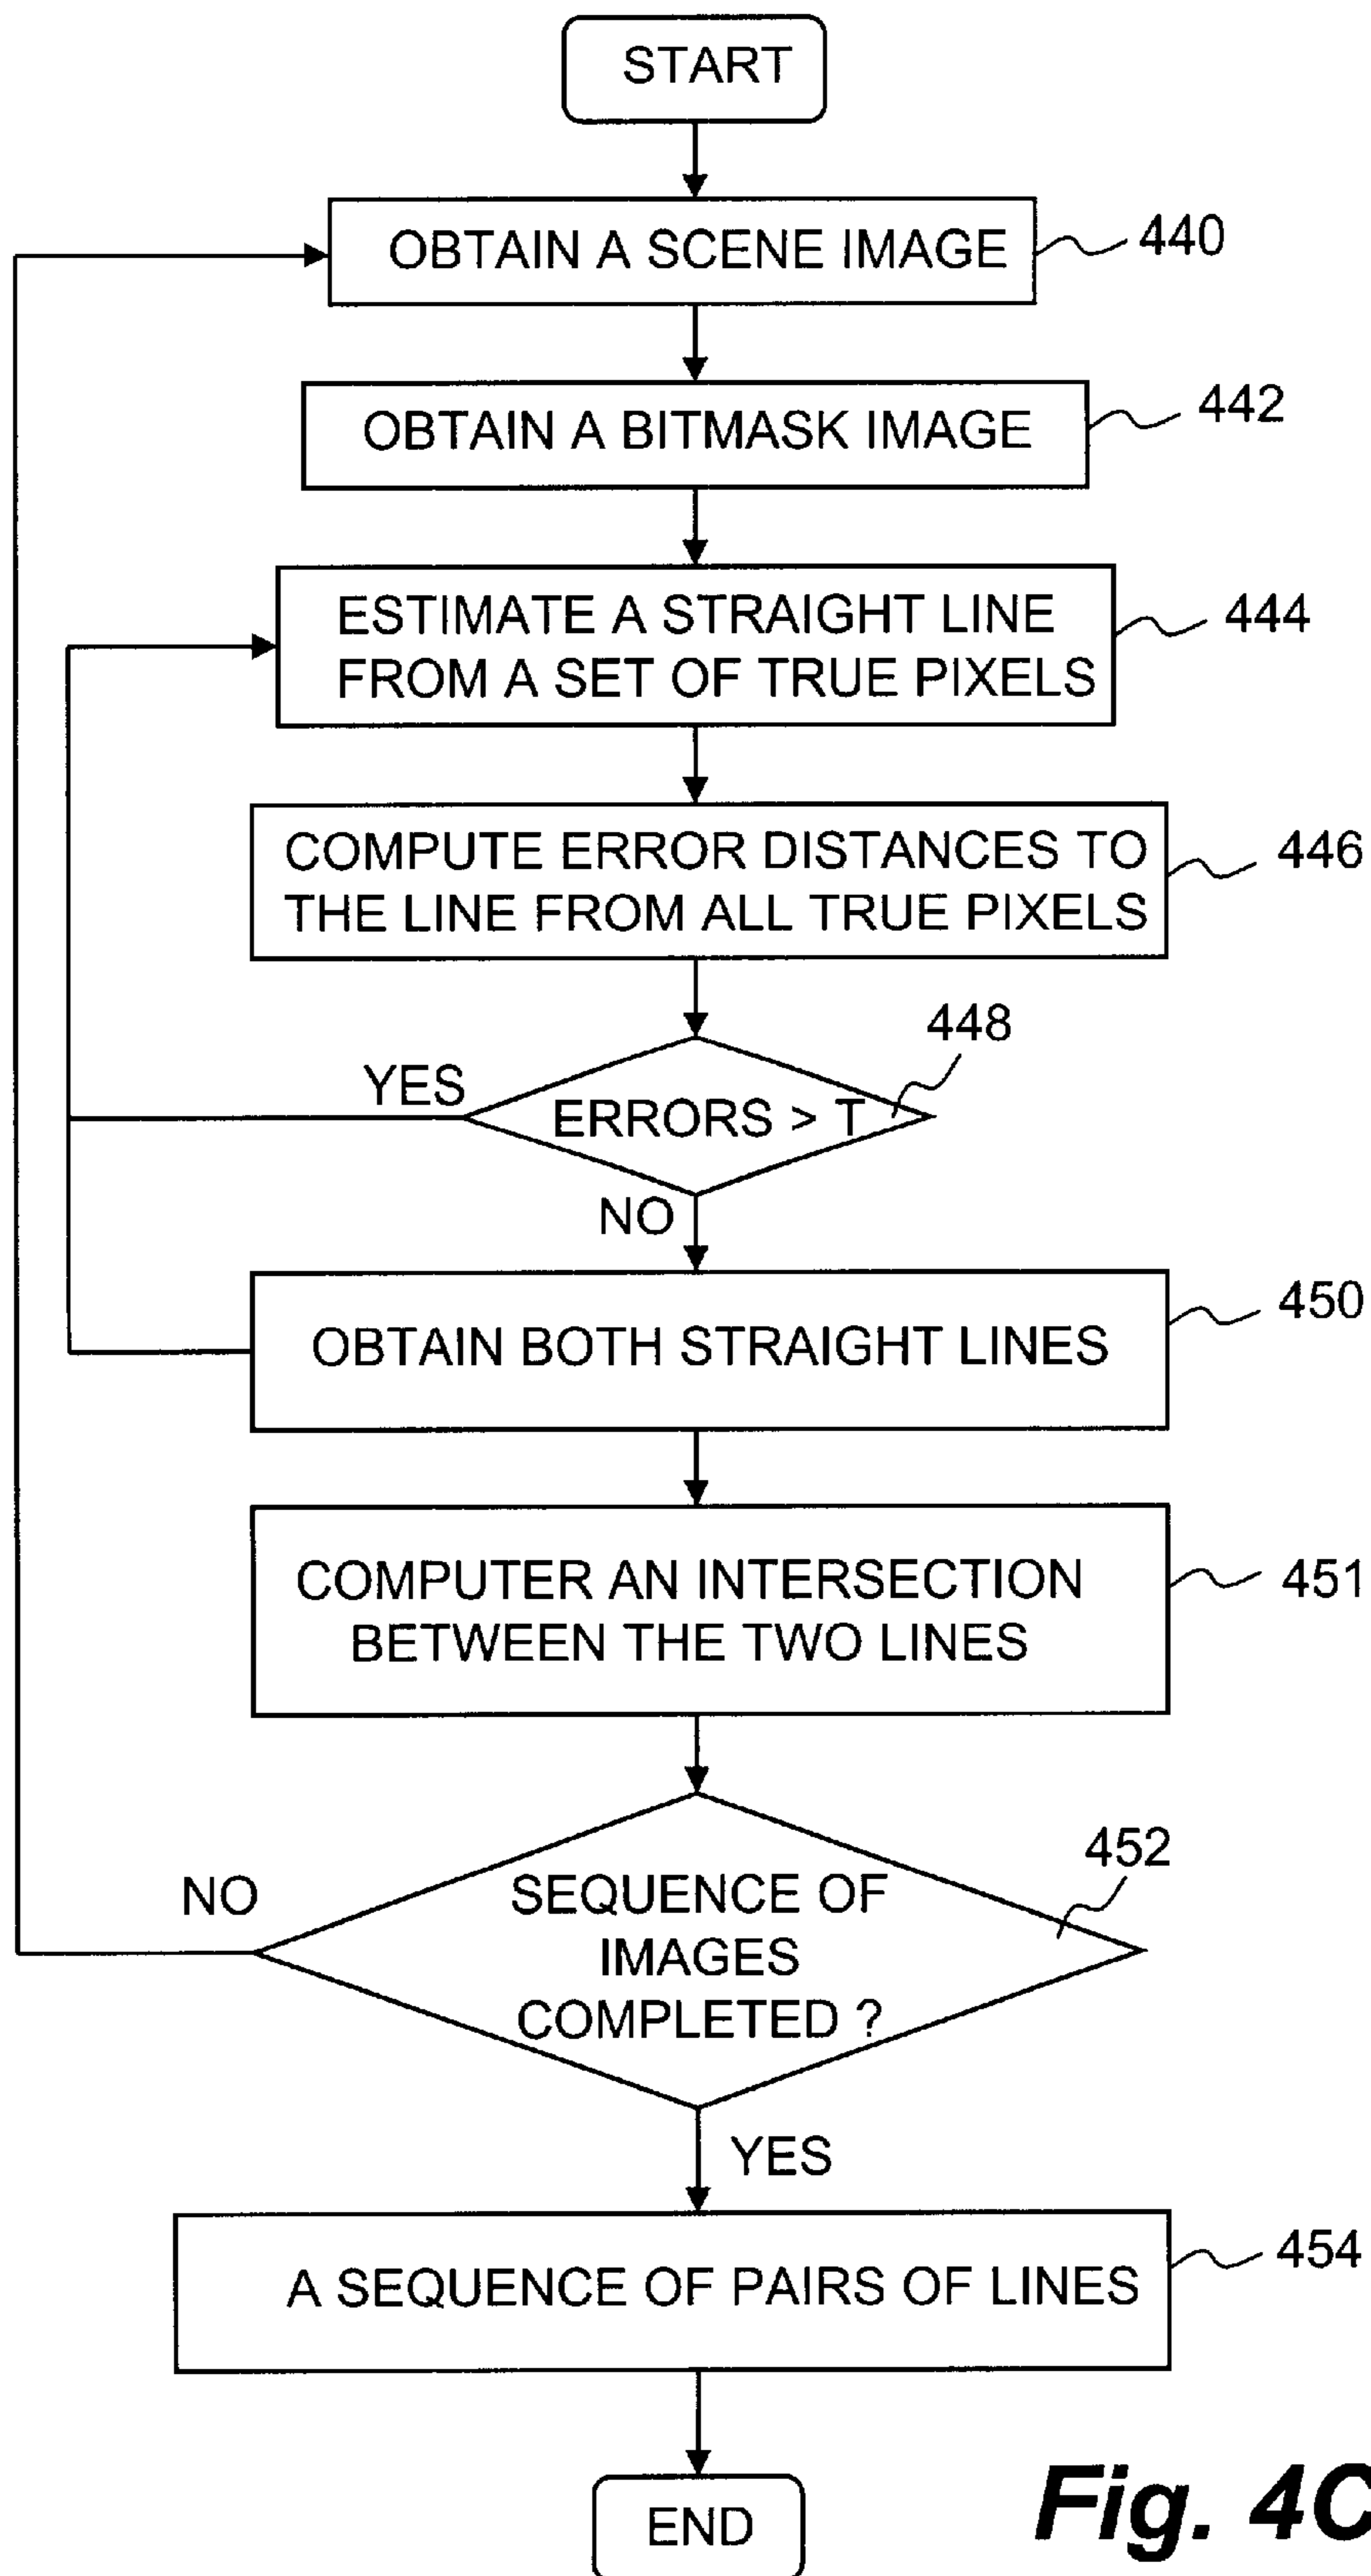 START
OBTAIN A SCENE IMAGE
440
OBTAIN A BITMASK IMAGE
442
ESTIMATE A STRAIGHT LINE
FROM A SET OF TRUE PIXELS
444
COMPUTE ERROR DISTANCES TO
THE LINE FROM ALL TRUE PIXELS
446
448
YES
ERRORS > T
NO
OBTAIN BOTH STRAIGHT LINES
450
COMPUTER AN INTERSECTION
BETWEEN THE TWO LINES
451
452
NO
SEQUENCE OF
IMAGES
COMPLETED ?
YES
A SEQUENCE OF PAIRS OF LINES
454
END
Fig. 4C